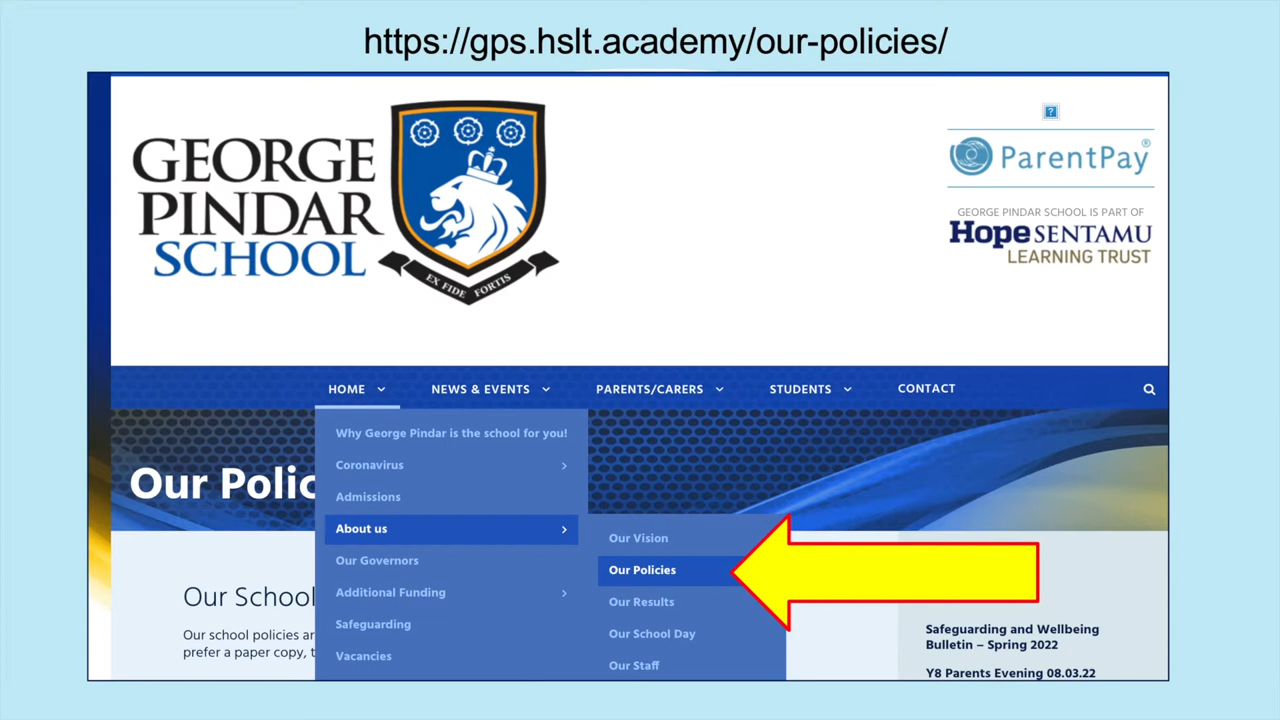 https://gps.hslt.academy/our-policies/
GEORGE
PINDAR
SCHOOL
EX FIDE FORTIS
?
ParentPay®
GEORGE PINDAR SCHOOL IS PART OF
Hope SENTAMU
LEARNING TRUST
HOME
NEWS & EVENTS
PARENTS/CARERS
STUDENTS
CONTACT
Why George Pindar is the school for you!
Coronavirus
Admissions
About us
Our Governors
Additional Funding
Safeguarding
Vacancies
Our Vision
Our Policies
Our Results
Our School Day
Our Staff
Our Polic
Our School
Our school policies ar
prefer a paper copy, t
Safeguarding and Wellbeing
Bulletin – Spring 2022
Y8 Parents Evening 08.03.22